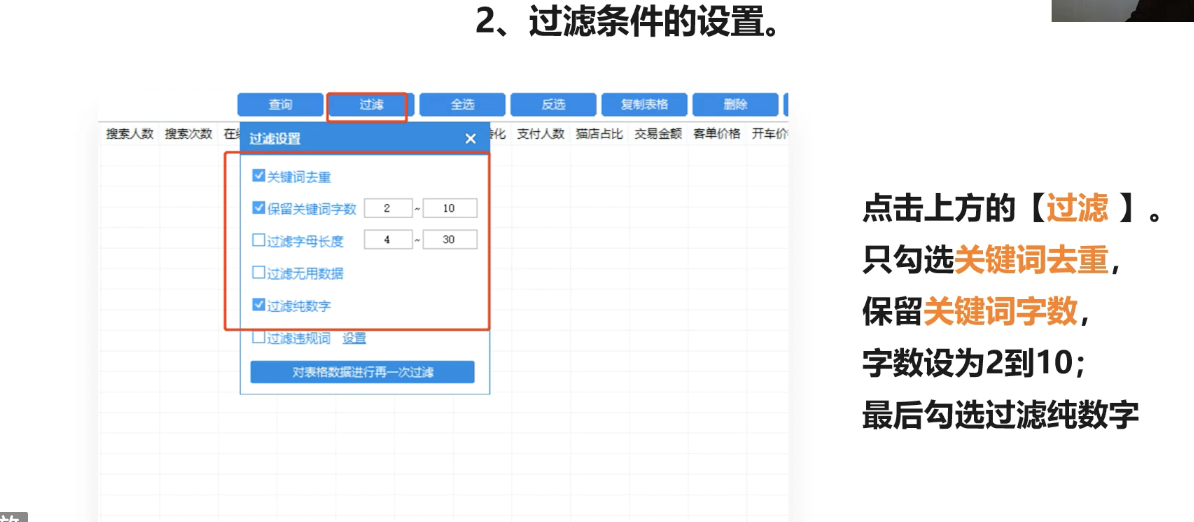 2、过滤条件的设置。
查询 过滤 全选 反选 复制表格 删除
搜索人数 搜索次数 支付人数 猫店占比 交易金额 客单价格 开车价
过滤设置
关键词去重
保留关键词字数 2 ~ 10
过滤字母长度 4 ~ 30
过滤无用数据
过滤纯数字
过滤违规词 设置
对表格数据进行再一次过滤
点击上方的【过滤 】。
只勾选关键词去重，
保留关键词字数，
字数设为2到10；
最后勾选过滤纯数字